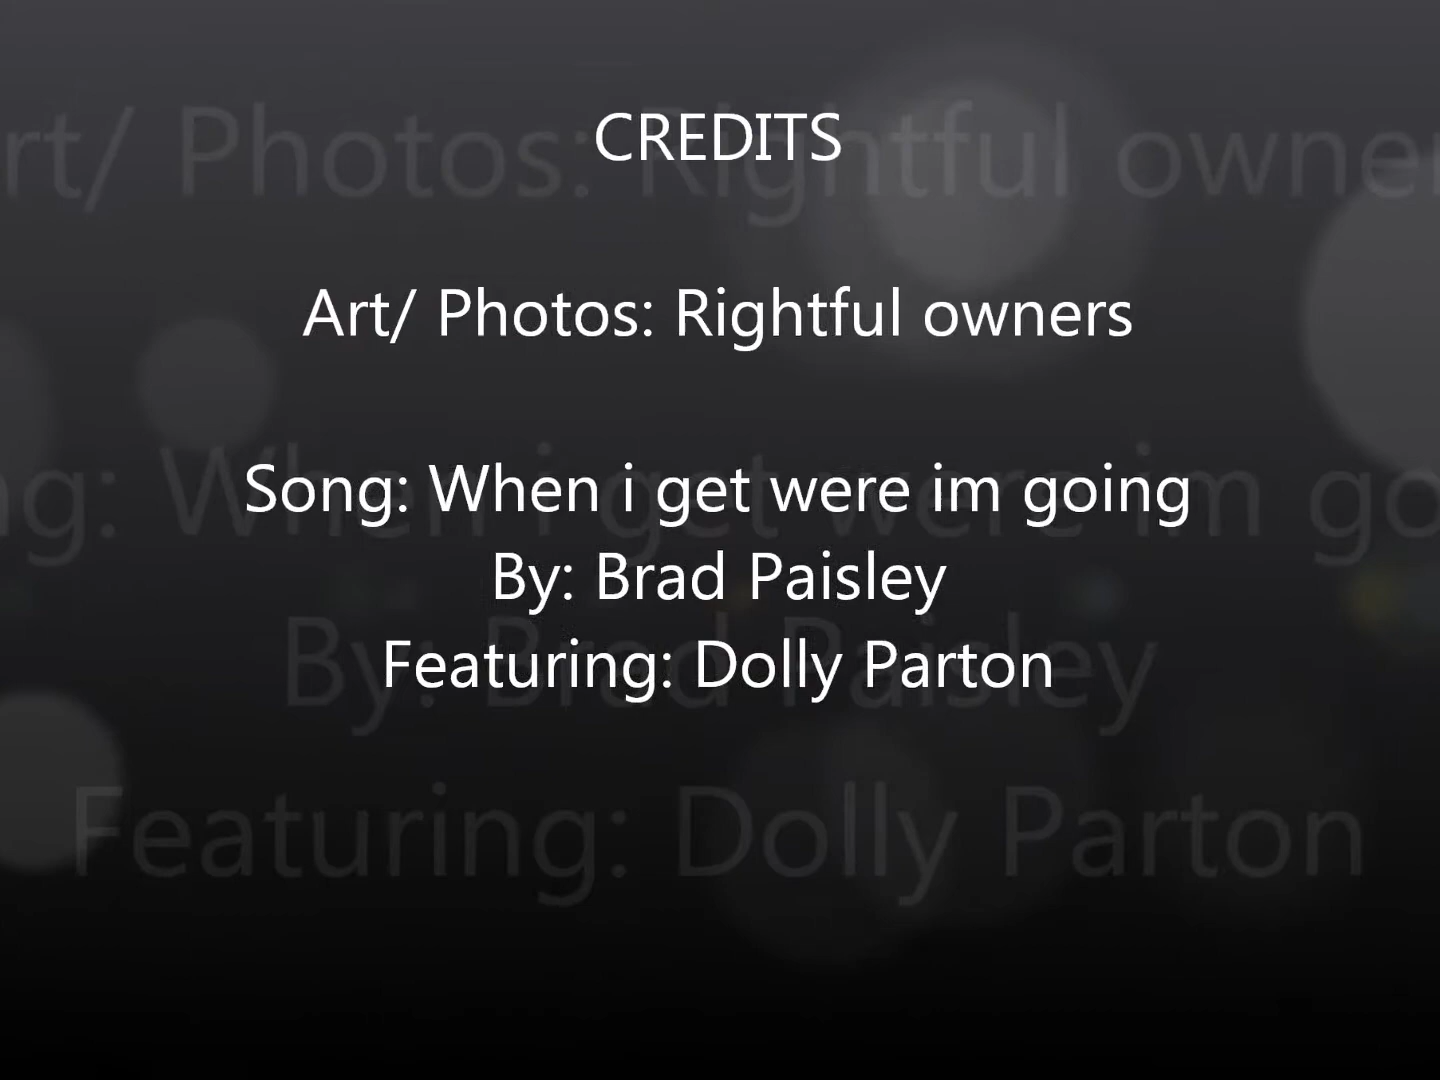 CREDITS
Art/ Photos: Rightful owners
Song: When i get were im going
By: Brad Paisley
Featuring: Dolly Parton